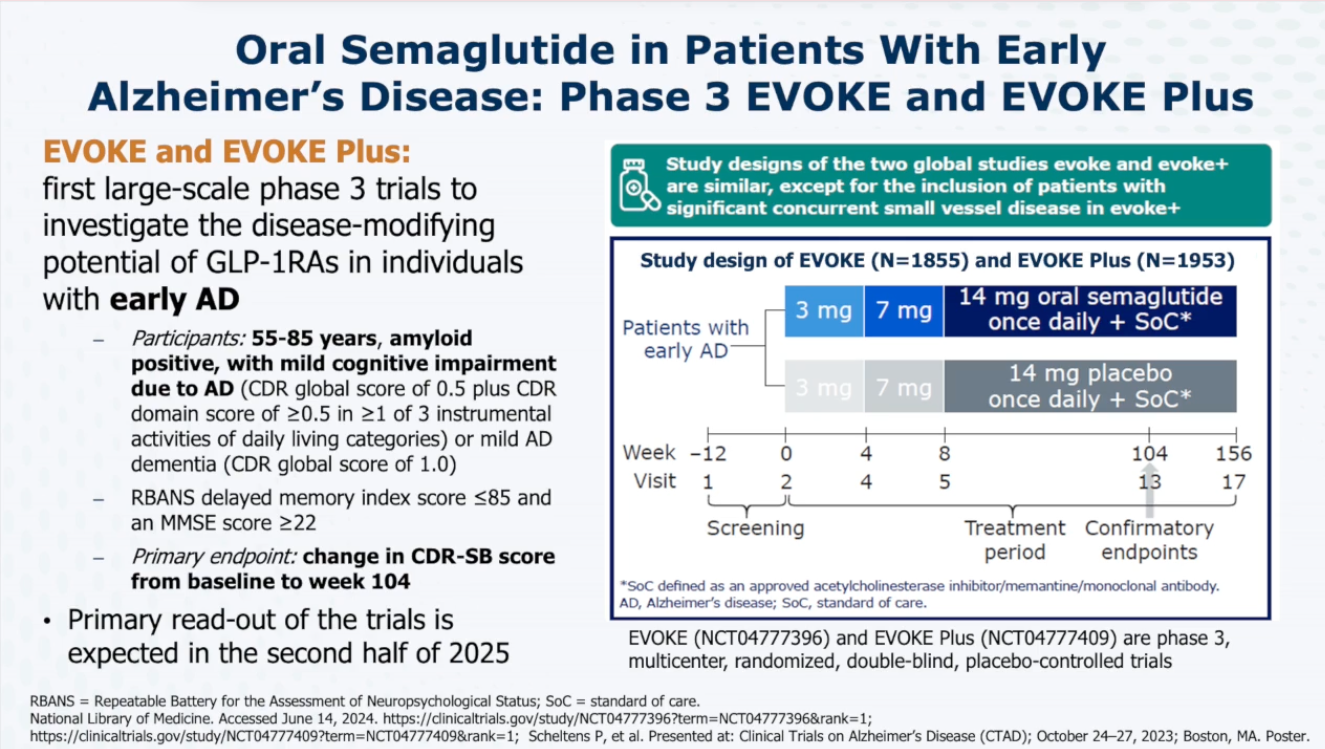 Oral Semaglutide in Patients With Early
Alzheimer's Disease: Phase 3 EVOKE and EVOKE Plus
EVOKE and EVOKE Plus:
first large-scale phase 3 trials to
investigate the disease-modifying
potential of GLP-1RAs in individuals
with early AD
– Participants: 55-85 years, amyloid
positive, with mild cognitive impairment
due to AD (CDR global score of 0.5 plus CDR
domain score of ≥0.5 in ≥1 of 3 instrumental
activities of daily living categories) or mild AD
dementia (CDR global score of 1.0)
– RBANS delayed memory index score ≤85 and
an MMSE score ≥22
– Primary endpoint: change in CDR-SB score
from baseline to week 104
• Primary read-out of the trials is
expected in the second half of 2025
Study designs of the two global studies evoke and evoke+
are similar, except for the inclusion of patients with
significant concurrent small vessel disease in evoke+
Study design of EVOKE (N=1855) and EVOKE Plus (N=1953)
Patients with
early AD
3 mg 7 mg 14 mg oral semaglutide
once daily + SoC*
3 mg 7 mg 14 mg placebo
once daily + SoC*
Week –12 0 4 8 104 156
Visit 1 2 4 5 13 17
Screening Treatment
period Confirmatory
endpoints
*SoC defined as an approved acetylcholinesterase inhibitor/memantine/monoclonal antibody.
AD, Alzheimer's disease; SoC, standard of care.
EVOKE (NCT04777396) and EVOKE Plus (NCT04777409) are phase 3,
multicenter, randomized, double-blind, placebo-controlled trials
RBANS = Repeatable Battery for the Assessment of Neuropsychological Status; SoC = standard of care.
National Library of Medicine. Accessed June 14, 2024. https://clinicaltrials.gov/study/NCT04777396?term=NCT04777396&rank=1;
https://clinicaltrials.gov/study/NCT04777409?term=NCT04777409&rank=1; Scheltens P, et al. Presented at: Clinical Trials on Alzheimer's Disease (CTAD); October 24–27, 2023; Boston, MA. Poster.